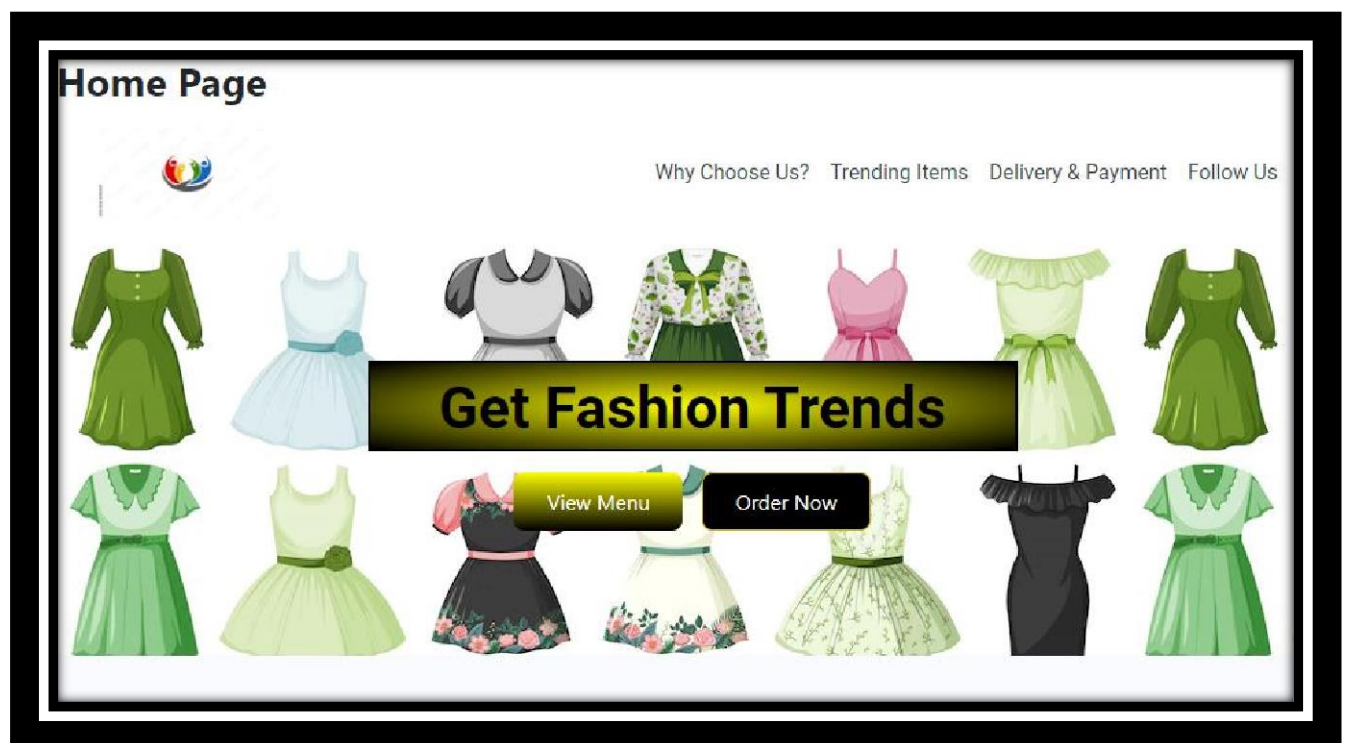 Home Page
Why Choose Us? Trending Items Delivery & Payment Follow Us
Get Fashion Trends
View Menu Order Now